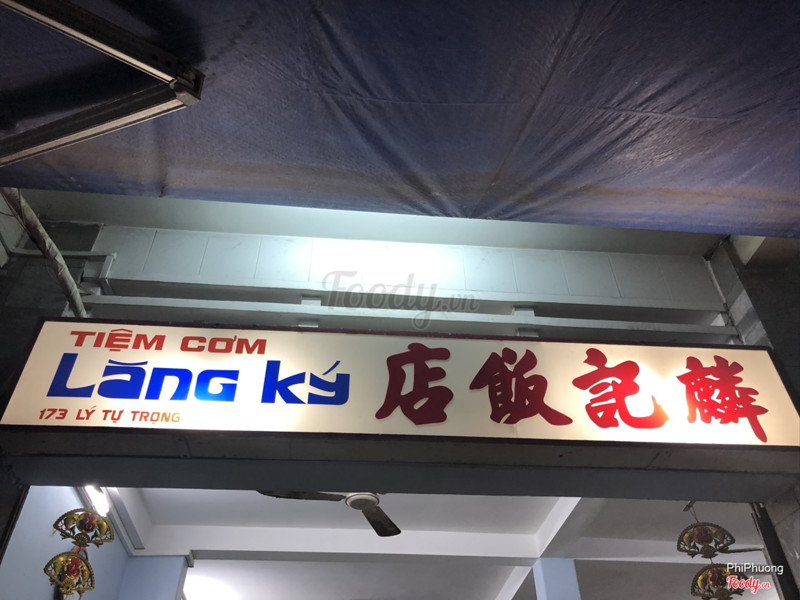 Foody.vn
TIỆM CƠM
Lăng Ký
173 LÝ TỰ TRỌNG
店飯記麟
PhiPhuong
Foody.vn